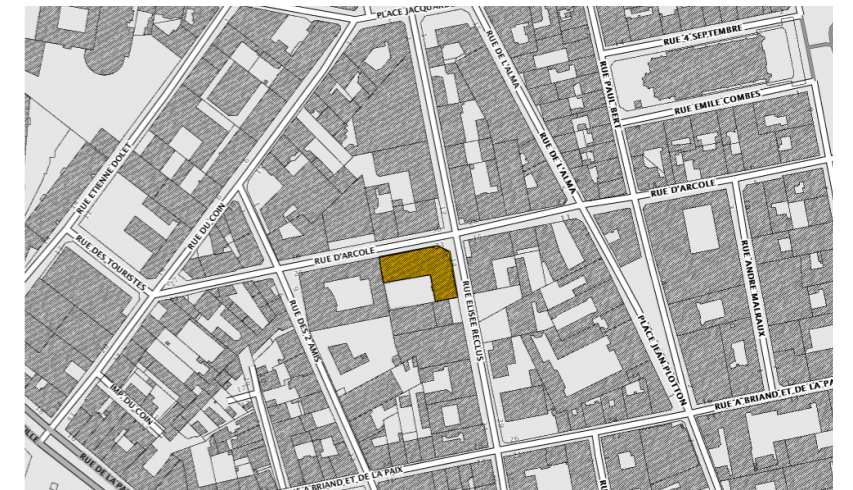 PLACE JACQUARD
RUE 4 SEPTEMBRE
RUE DE L'ALMA
RUE PAUL BERT
RUE EMILE COMBES
RUE ETIENNE DOLET
RUE DE L'ALMA
RUE D'ARCOLE
RUE DU COIN
RUE DES TOURISTES
RUE D'ARCOLE
RUE ELISEE RECLUS
RUE ANDRE MALRAUX
RUE DES 2 AMIS
PLACE JEAN PLOTTON
IMP. DU COIN
RUE A BRIAND ET DE LA PA
ILLE
RUE DE LA PA
RUE A BRIAND ET DE LA PAIX
26